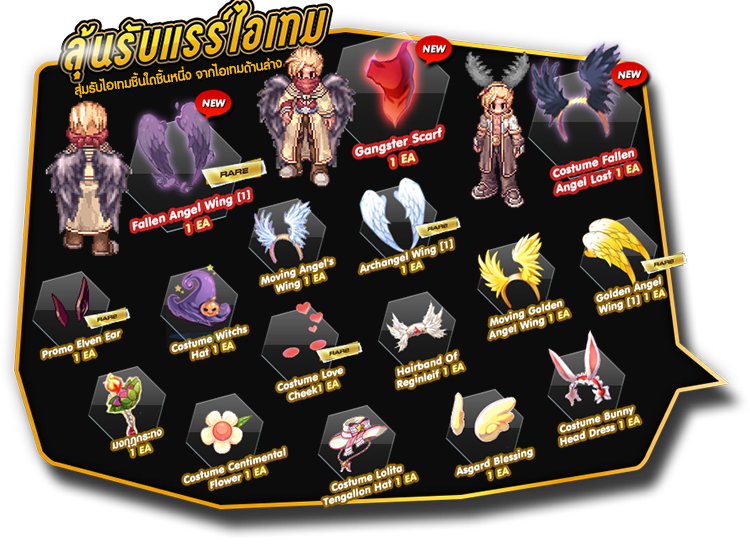 ลุ้นรับแรร์ไอเทม
สุ่มรับไอเทมชิ้นใดชิ้นหนึ่ง จากไอเทมด้านล่าง
NEW
Gangster Scarf
1 EA
NEW
Costume Fallen
Angel Lost 1 EA
NEW
RARE
Fallen Angel Wing [1]
1 EA
Moving Angel's
Wing 1 EA
RARE
Archangel Wing [1]
1 EA
Moving Golden
Angel Wing 1 EA
RARE
Golden Angel
Wing [1] 1 EA
RARE
Promo Elven Ear
1 EA
Costume Witchs
Hat 1 EA
RARE
Costume Love
Cheek1 EA
Hairband Of
Reginleif 1 EA
มงกุฎกระทง
1 EA
Costume Centimental
Flower 1 EA
Costume Lolita
Tengallon Hat 1 EA
Asgard Blessing
1 EA
Costume Bunny
Head Dress 1 EA